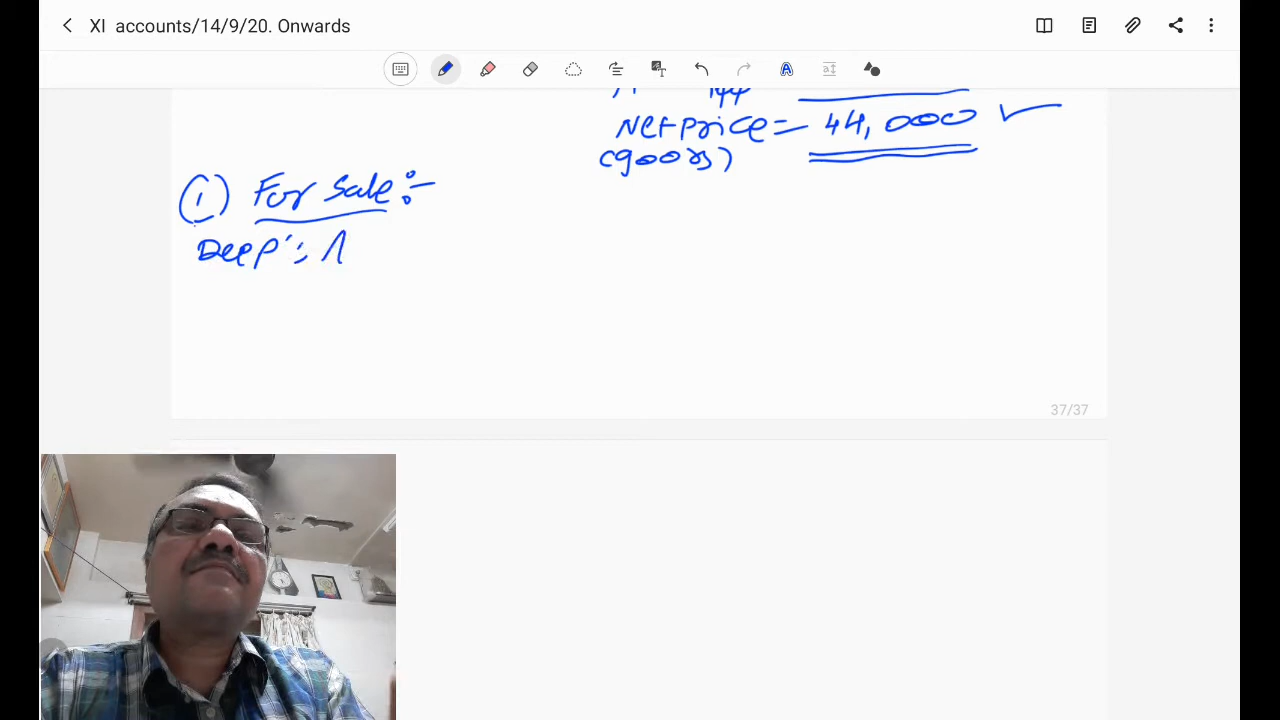 XI accounts/14/9/20. Onwards
Net Price = 44,000
(goods)
(1) For Sale :-
Deep's A
37/37